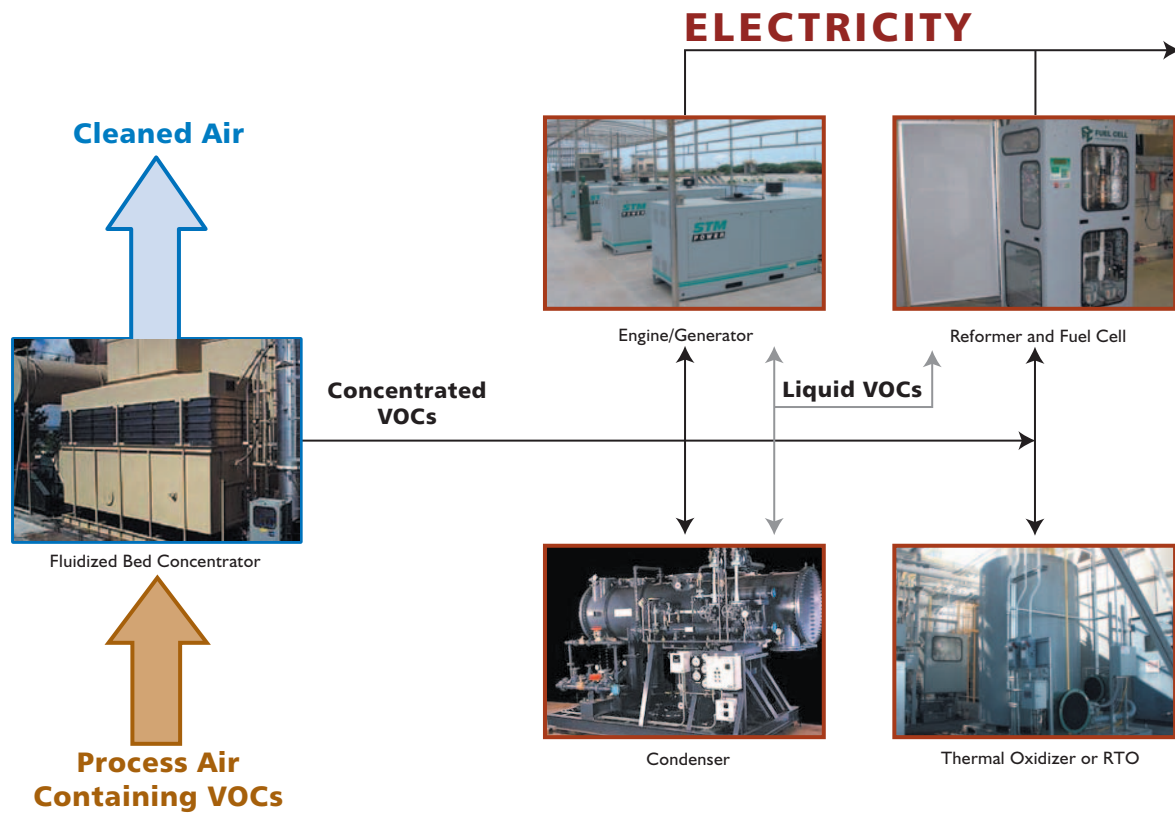 ELECTRICITY
Cleaned Air
FUEL CELL
STM
POWER
STM
POWER
Engine/Generator
Reformer and Fuel Cell
Concentrated
VOCs
Liquid VOCs
Fluidized Bed Concentrator
Condenser
Thermal Oxidizer or RTO
Process Air
Containing VOCs